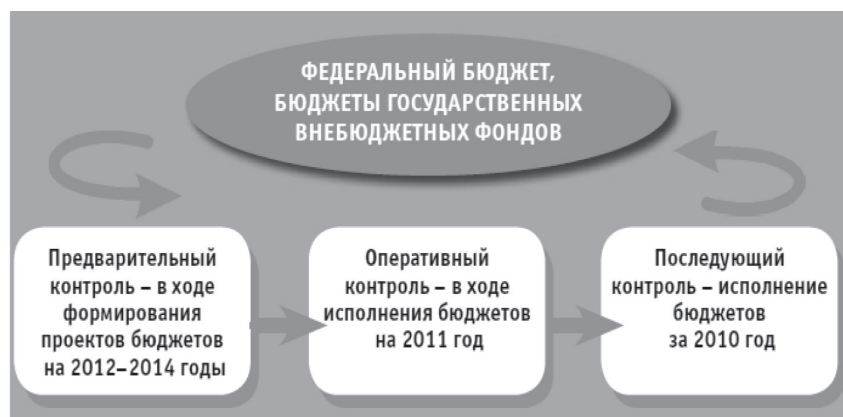 ФЕДЕРАЛЬНЫЙ БЮДЖЕТ,
БЮДЖЕТЫ ГОСУДАРСТВЕННЫХ
ВНЕБЮДЖЕТНЫХ ФОНДОВ
Предварительный
контроль – в ходе
формирования
проектов бюджетов
на 2012–2014 годы
Оперативный
контроль – в ходе
исполнения бюджетов
на 2011 год
Последующий
контроль – исполнение
бюджетов
за 2010 год